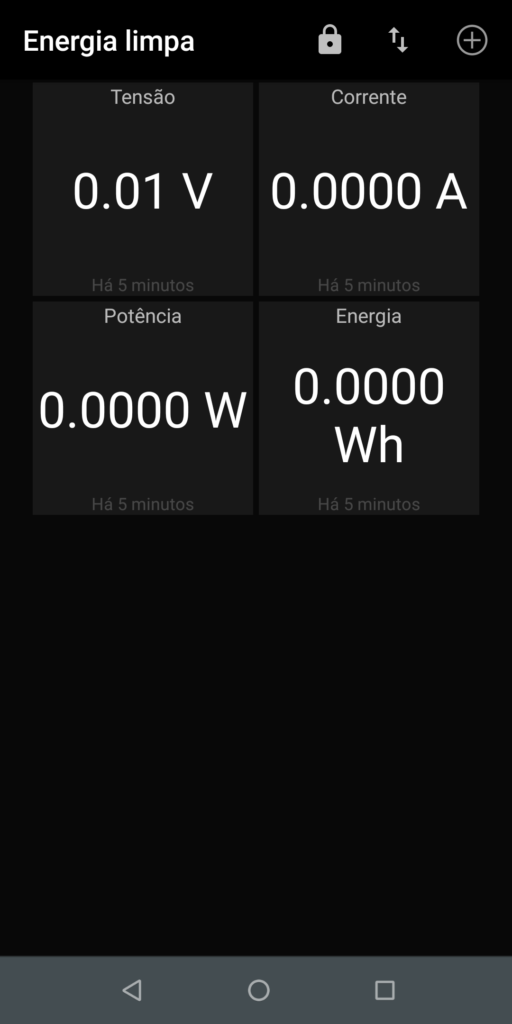 Energia limpa
Tensão
0.01 V
Há 5 minutos
Corrente
0.0000 A
Há 5 minutos
Potência
0.0000 W
Há 5 minutos
Energia
0.0000
Wh
Há 5 minutos